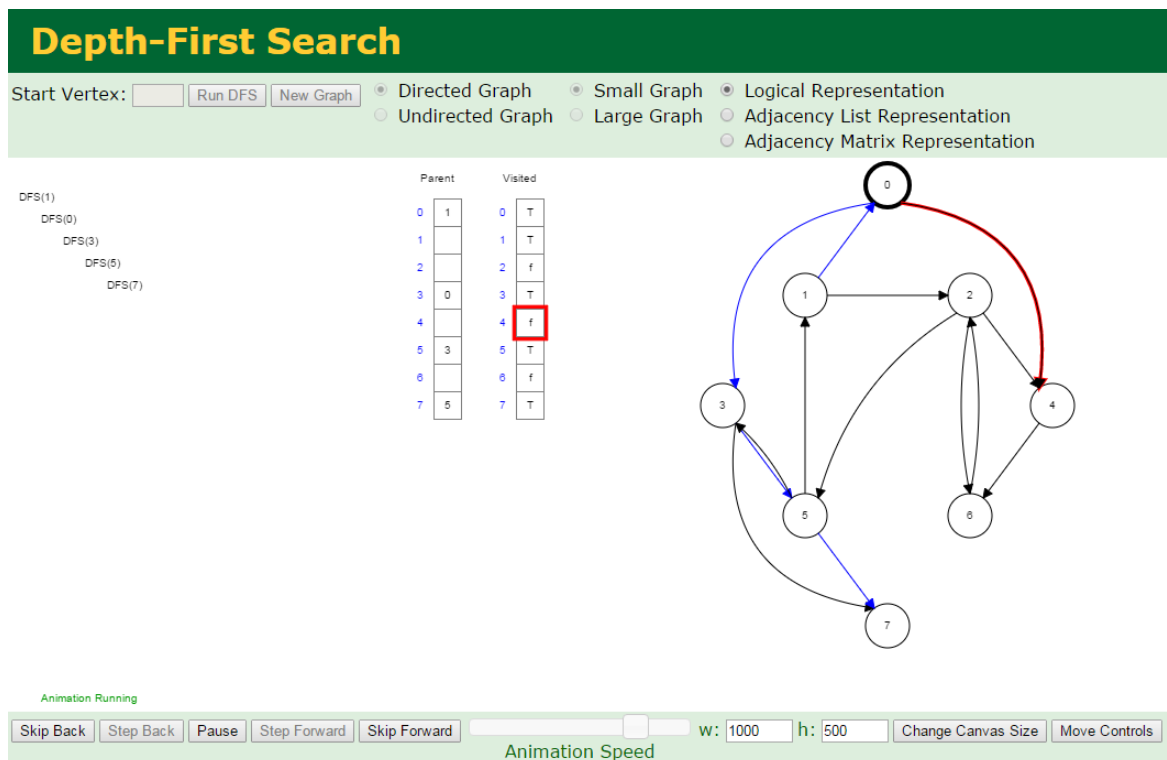 Depth-First Search
Start Vertex: Run DFS New Graph Directed Graph Small Graph Logical Representation
Undirected Graph Large Graph Adjacency List Representation
Adjacency Matrix Representation
Parent Visited
DFS(1)
DFS(0)
DFS(3)
DFS(5)
DFS(7)
0 1 0 T
1 1 T
2 2 f
3 0 3 T
4 4 f
5 3 5 T
6 6 f
7 5 7 T
0
1 2
3 4
5 6
7
Animation Running
Skip Back Step Back Pause Step Forward Skip Forward w: 1000 h: 500 Change Canvas Size Move Controls
Animation Speed